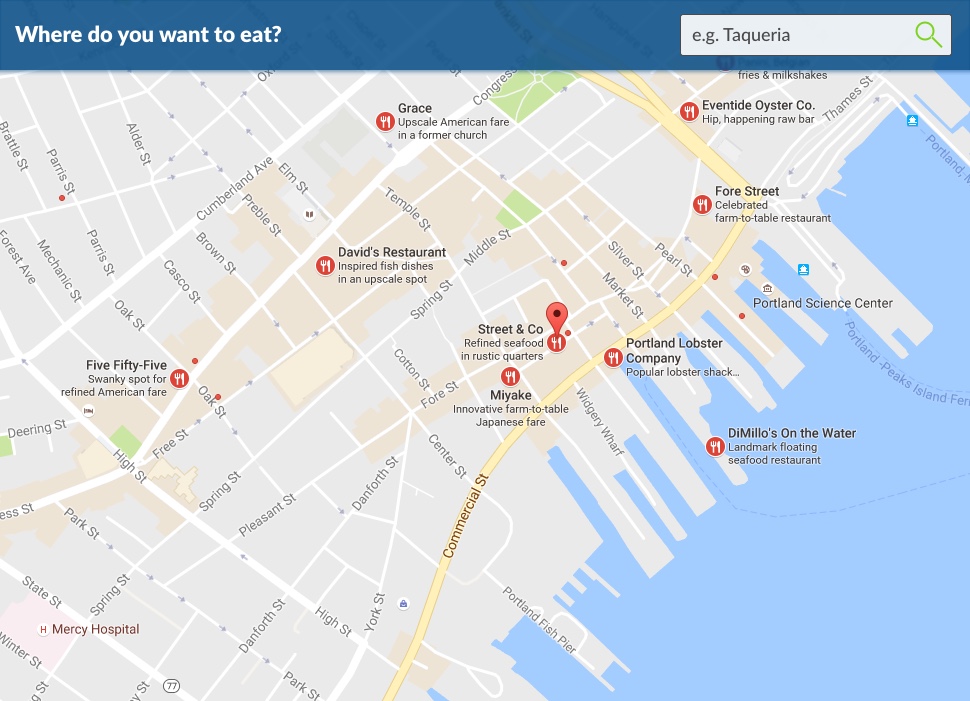 Where do you want to eat?
e.g. Taqueria
fries & milkshakes
Grace
Upscale American fare
in a former church
Congress
Eventide Oyster Co.
Hip, happening raw bar
Thames St
Brattle St
Parris St
Alder St
Cumberland Ave
Elm St
Preble St
Temple St
Fore Street
Celebrated
farm-to-table restaurant
Forest Ave
Mechanic St
Parris St
Brown St
Casco St
Oak St
David's Restaurant
Inspired fish dishes
in an upscale spot
Middle St
Spring St
Silver St
Pearl St
Market St
Portland Science Center
Street & Co
Refined seafood
in rustic quarters
Portland Lobster
Company
Popular lobster shack...
Portland -Peaks Island Ferr
Five Fifty-Five
Swanky spot for
refined American fare
Cotton St
Fore St
Miyake
Innovative farm-to-table
Japanese fare
Widgery Wharf
Oak St
Free St
Deering St
High St
Center St
DiMillo's On the Water
Landmark floating
seafood restaurant
ess St
Park St
Spring St
Pleasant St
Danforth St
Commercial St
State St
Spring St
Danforth St
High St
York St
Portland Fish Pier
H Mercy Hospital
Winter St
77
Park St